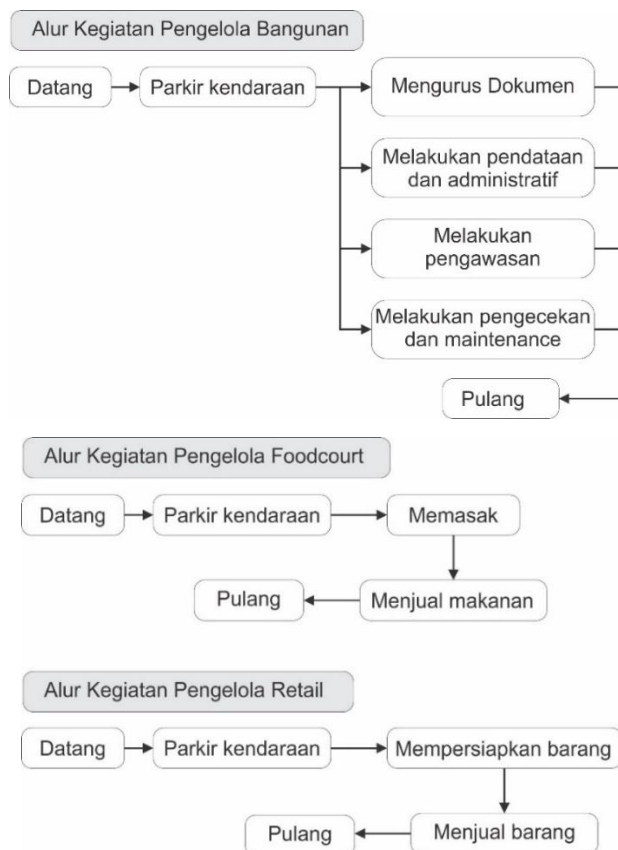 Alur Kegiatan Pengelola Bangunan
Datang
Parkir kendaraan
Mengurus Dokumen
Melakukan pendataan
dan administratif
Melakukan
pengawasan
Melakukan pengecekan
dan maintenance
Pulang
Alur Kegiatan Pengelola Foodcourt
Datang
Parkir kendaraan
Memasak
Menjual makanan
Pulang
Alur Kegiatan Pengelola Retail
Datang
Parkir kendaraan
Mempersiapkan barang
Menjual barang
Pulang